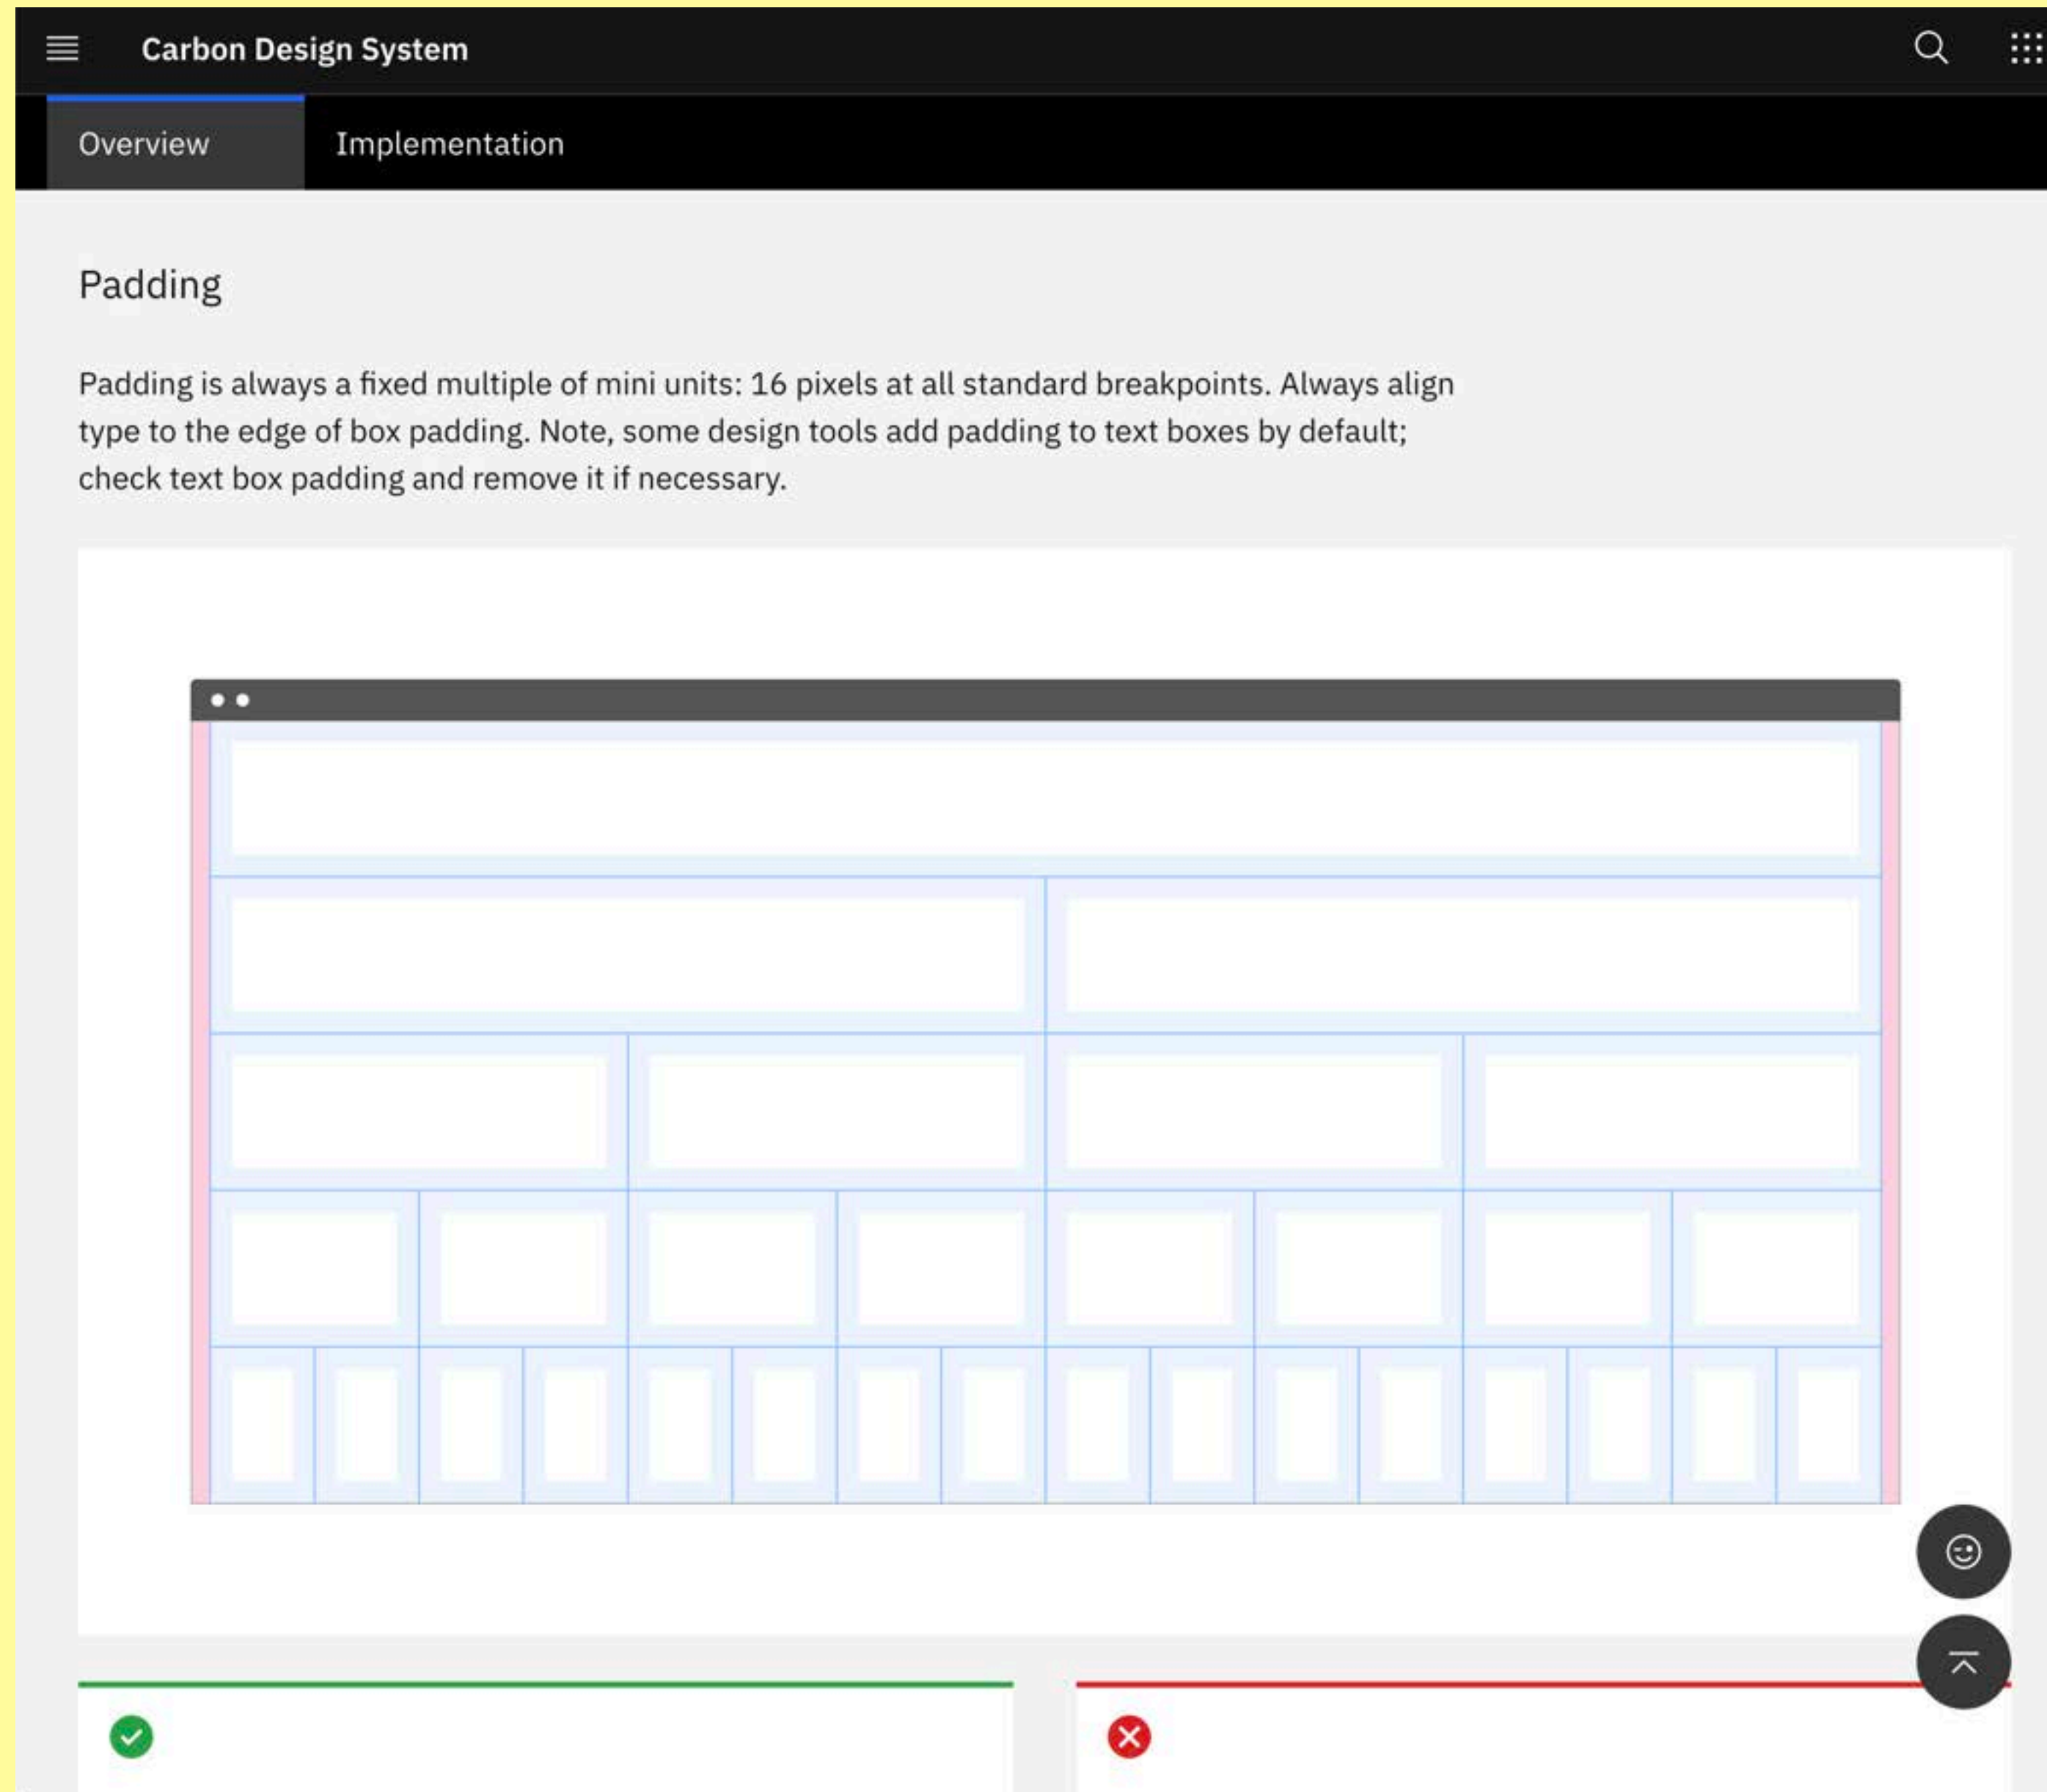 Carbon Design System
Overview
Implementation
Padding
Padding is always a fixed multiple of mini units: 16 pixels at all standard breakpoints. Always align
type to the edge of box padding. Note, some design tools add padding to text boxes by default;
check text box padding and remove it if necessary.